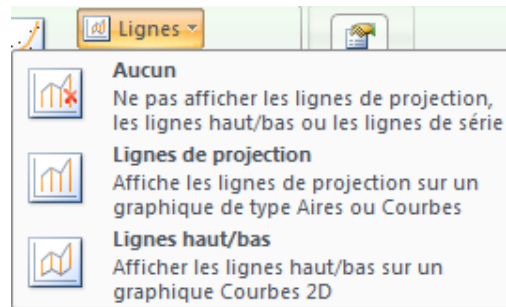 Lignes
Aucun
Ne pas afficher les lignes de projection,
les lignes haut/bas ou les lignes de série
Lignes de projection
Affiche les lignes de projection sur un
graphique de type Aires ou Courbes
Lignes haut/bas
Afficher les lignes haut/bas sur un
graphique Courbes 2D